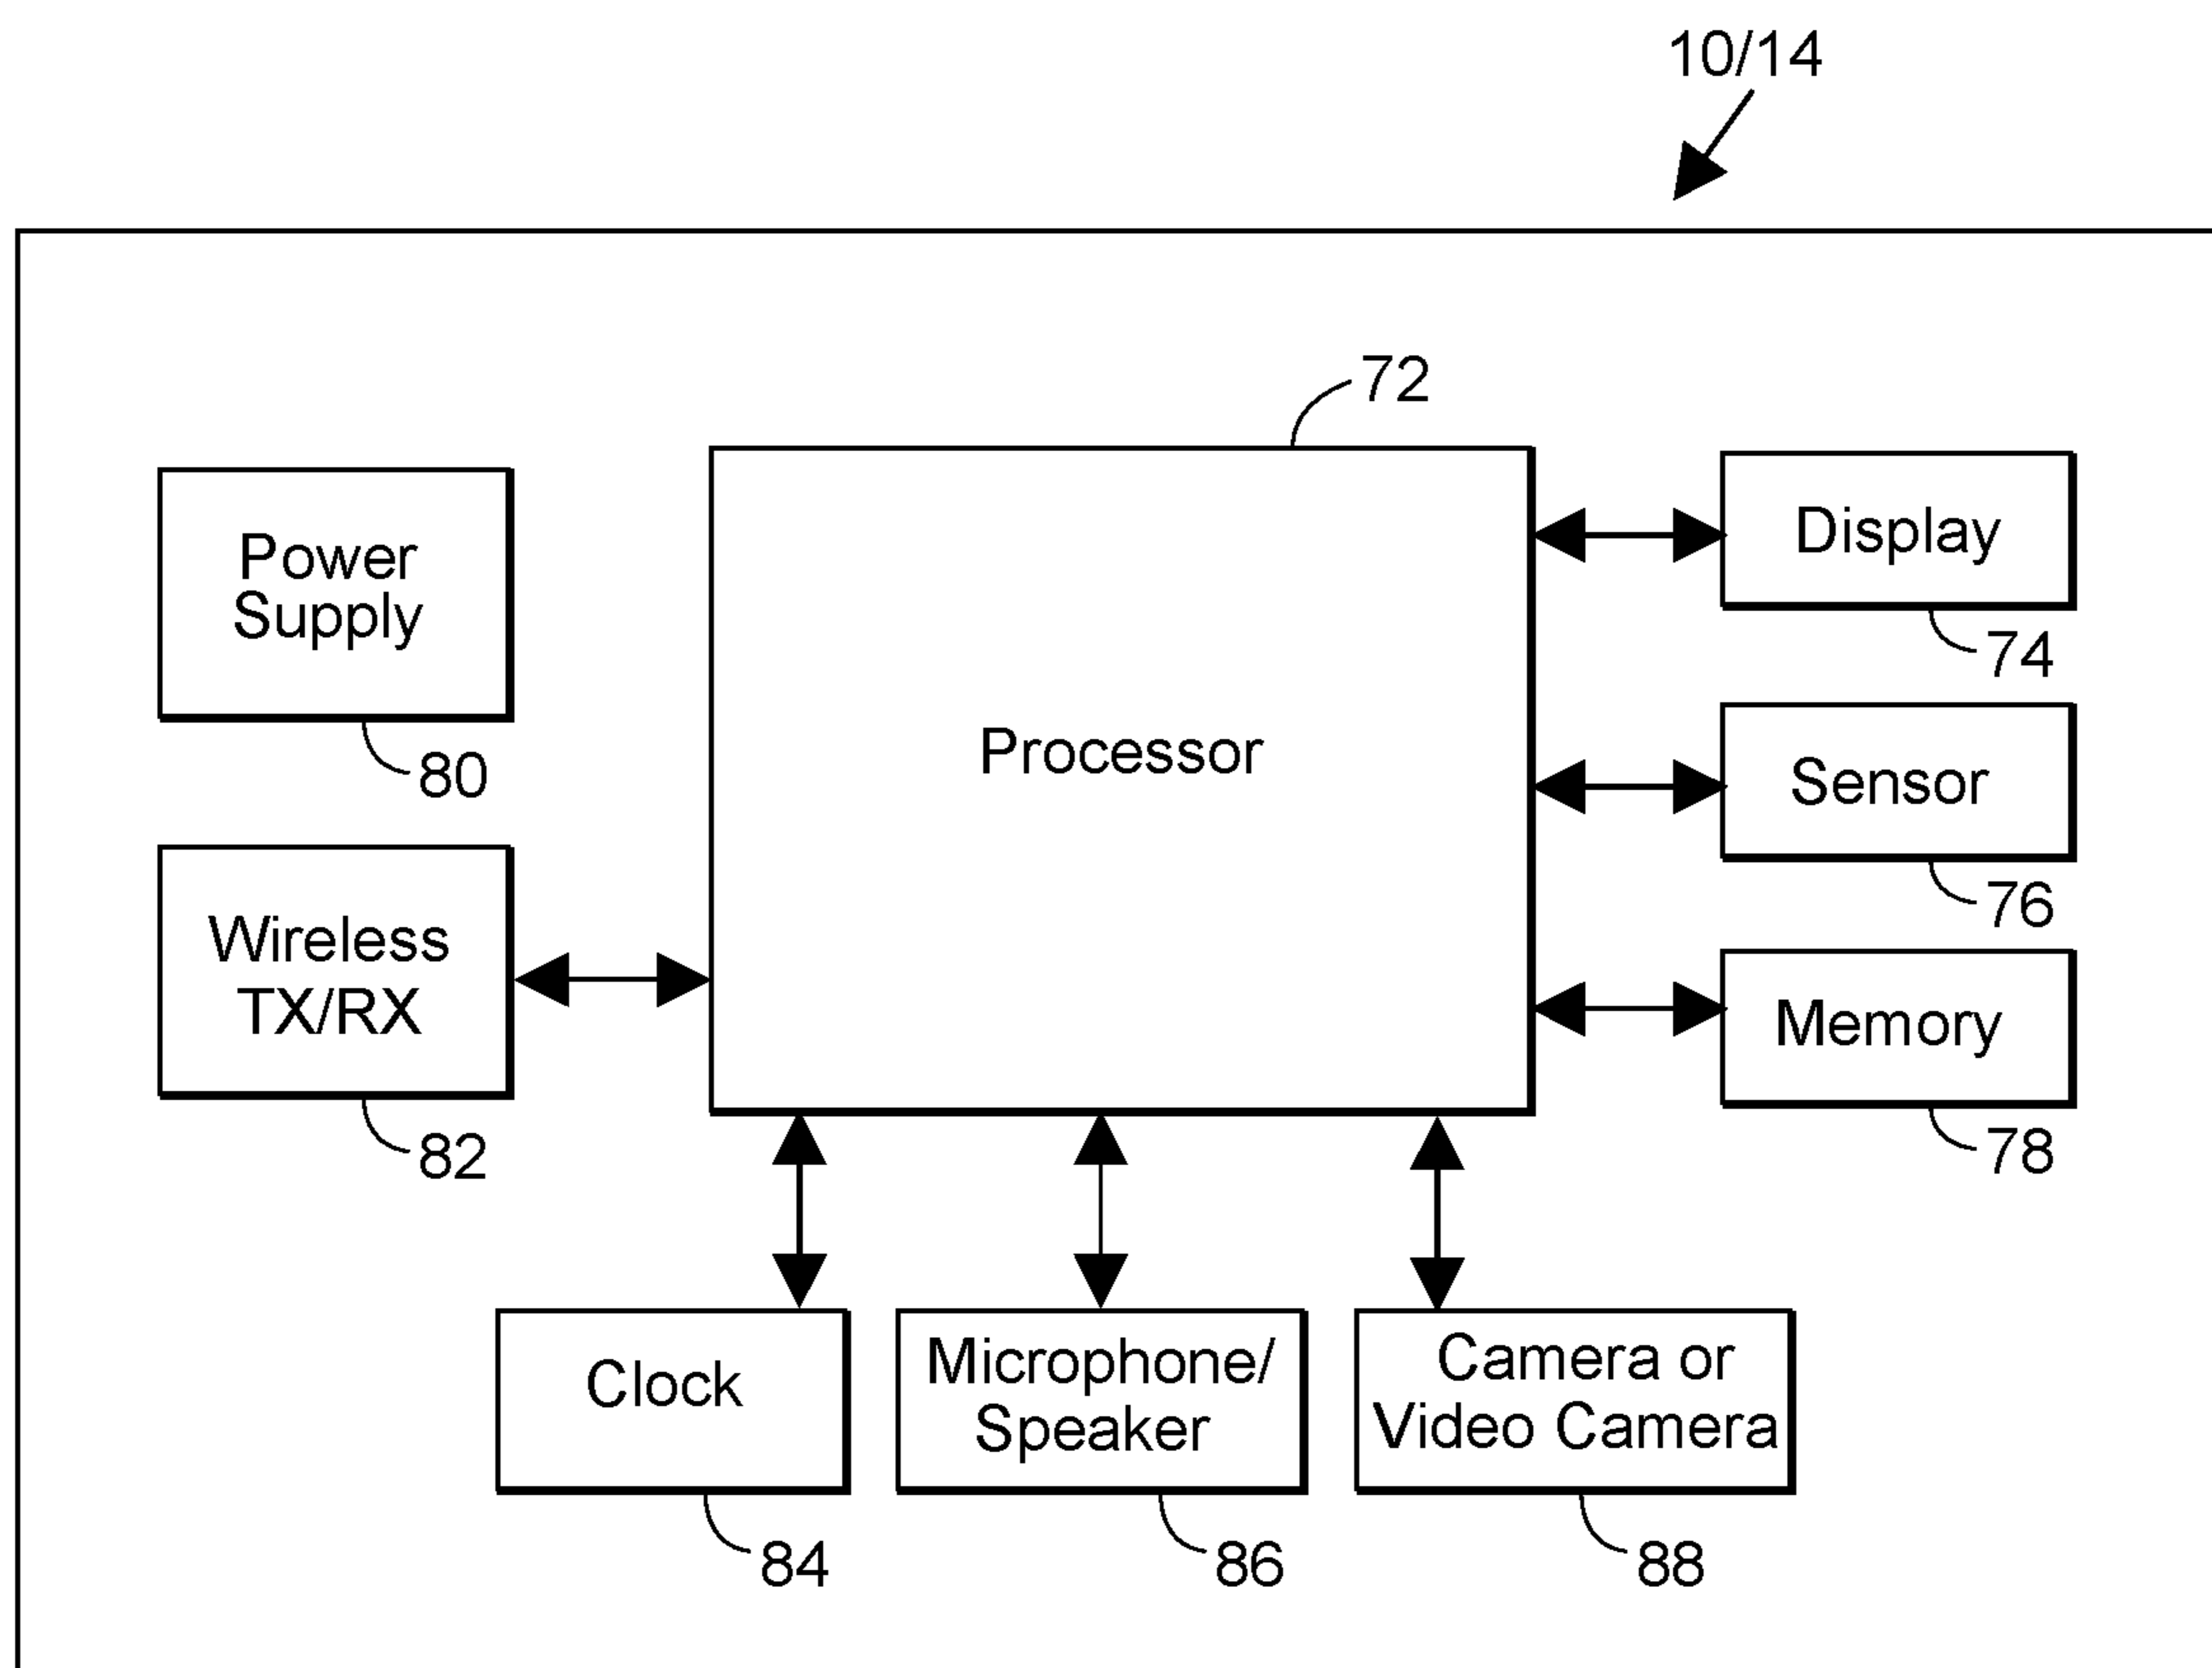 10/14
72
Power
Supply
80
Processor
Display
74
Sensor
76
Wireless
TX/RX
82
Memory
78
Clock
84
Microphone/
Speaker
86
Camera or
Video Camera
88